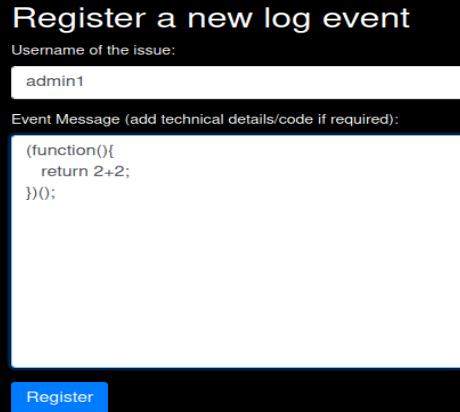 Register a new log event
Username of the issue:
admin1
Event Message (add technical details/code if required):
(function(){
return 2+2;
})();
Register